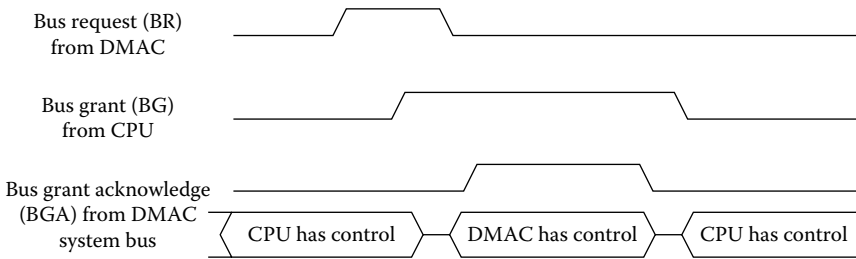 Bus request (BR)
from DMAC
Bus grant (BG)
from CPU
Bus grant acknowledge
(BGA) from DMAC
system bus
CPU has control
DMAC has control
CPU has control